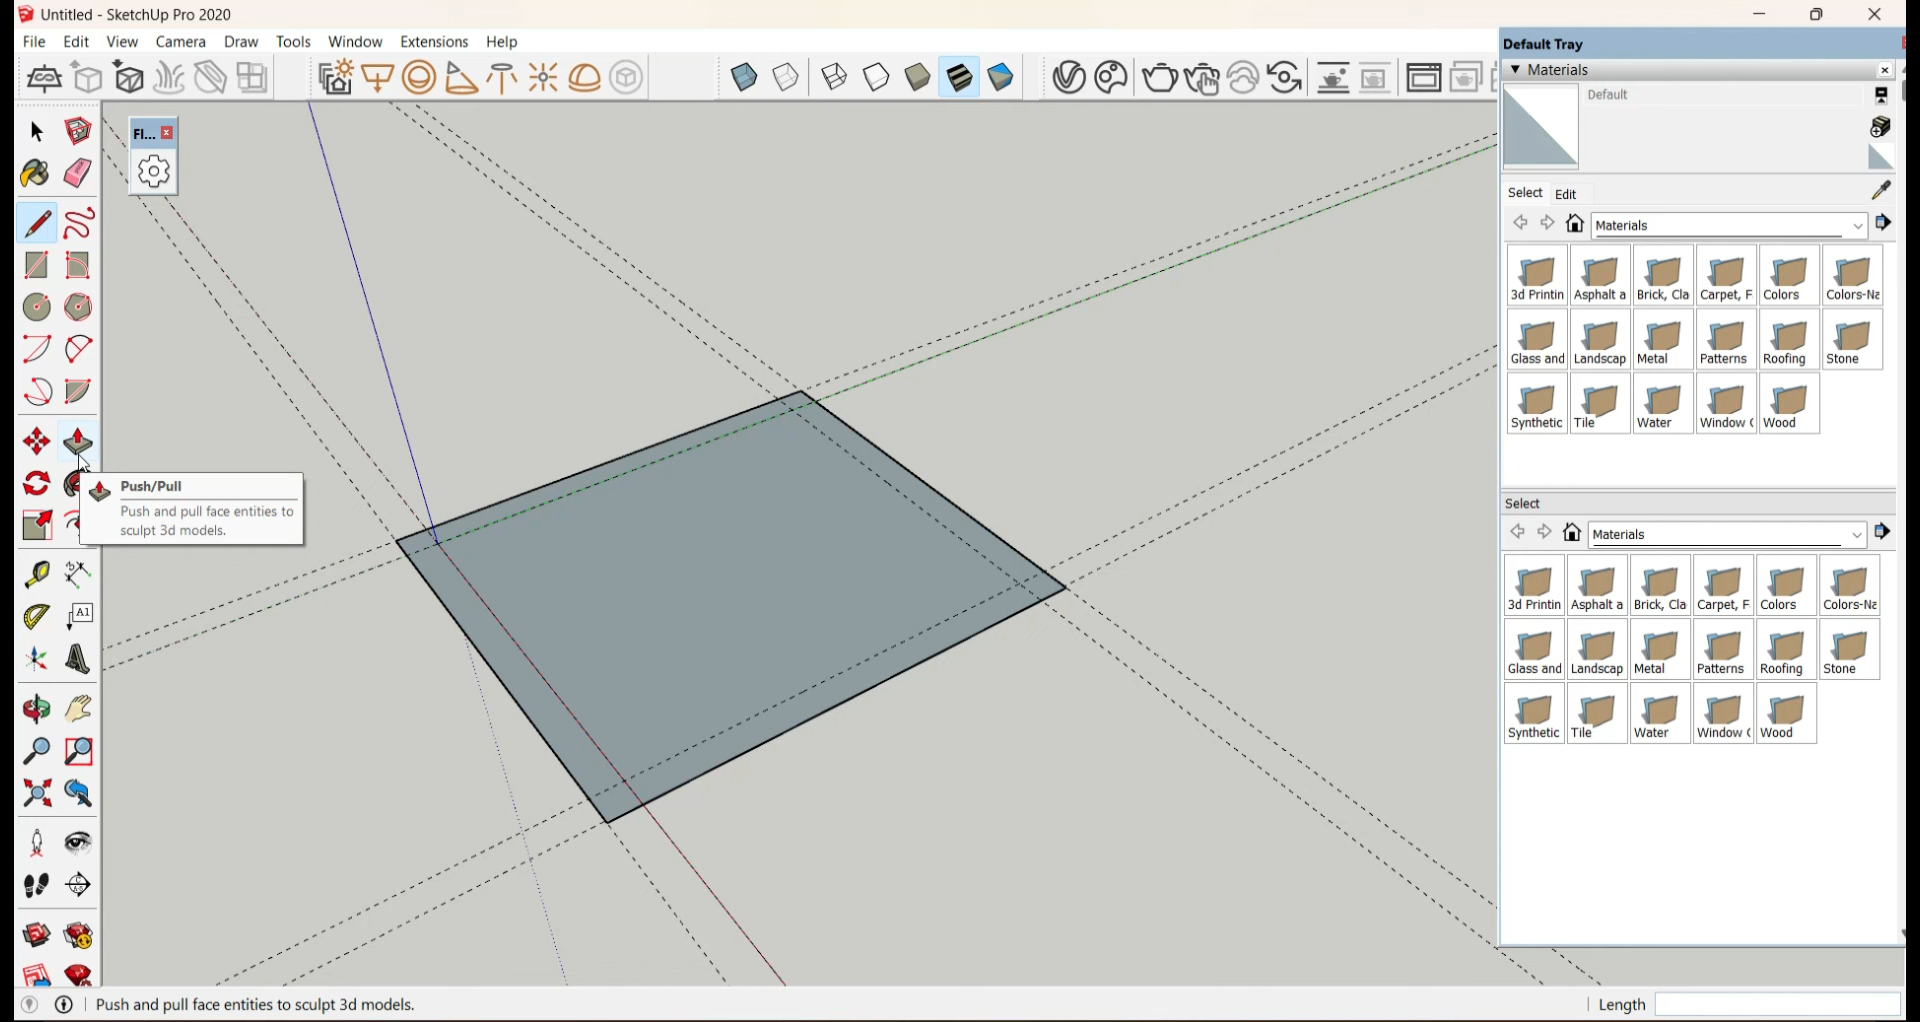 Untitled - SketchUp Pro 2020
File Edit View Camera Draw Tools Window Extensions Help
Default Tray
Materials
Default
Fl...
Select Edit
Materials
3d Printin Asphalt a Brick, Cla Carpet, F Colors Colors-Na
Glass and Landscap Metal Patterns Roofing Stone
Synthetic Tile Water Window ( Wood
Push/Pull
Push and pull face entities to
sculpt 3d models.
Select
Materials
3d Printin Asphalt a Brick, Cla Carpet, F Colors Colors-Na
A1
Glass and Landscap Metal Patterns Roofing Stone
Synthetic Tile Water Window ( Wood
Push and pull face entities to sculpt 3d models.
Length